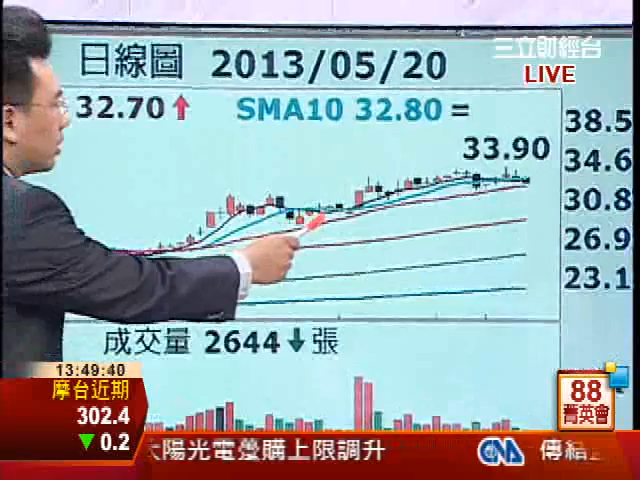 日線圖 2013/05/20
三立財經台
LIVE
32.70↑ SMA10 32.80 =
33.90
38.5
34.6
30.8
26.9
23.1
成交量 2644↓張
13:49:40
摩台近期
302.4
▼0.2
88
菁英會
太陽光電躉購上限調升 CNA 傳結